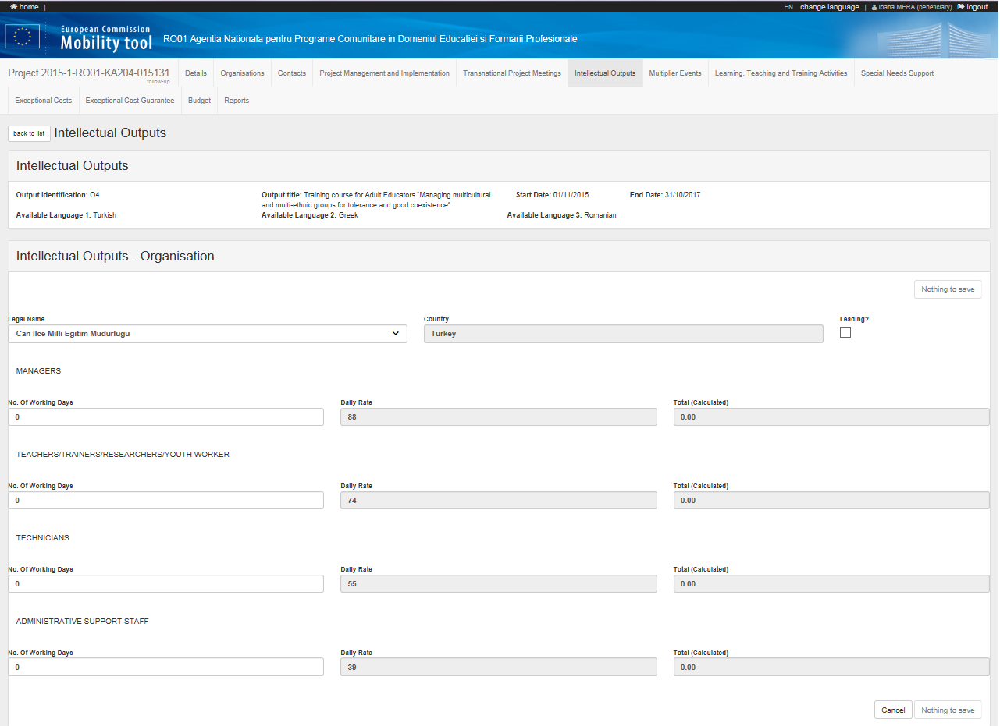 home |
EN change language | Ioana MERA (beneficiary) logout
European Commission
Mobility tool
RO01 Agentia Nationala pentru Programe Comunitare in Domeniul Educatiei si Formarii Profesionale
Project 2015-1-RO01-KA204-015131
follow-up
Details Organisations Contacts Project Management and Implementation Transnational Project Meetings Intellectual Outputs Multiplier Events Learning, Teaching and Training Activities Special Needs Support
Exceptional Costs Exceptional Cost Guarantee Budget Reports
back to list Intellectual Outputs
Intellectual Outputs
Output Identification: O4 Output title: Training course for Adult Educators "Managing multicultural Start Date: 01/11/2015 End Date: 31/10/2017
and multi-ethnic groups for tolerance and good coexistence"
Available Language 1: Turkish Available Language 2: Greek Available Language 3: Romanian
Intellectual Outputs - Organisation
Nothing to save
Legal Name Country Leading?
Can Ilce Milli Egitim Mudurlugu Turkey
MANAGERS
No. Of Working Days Daily Rate Total (Calculated)
0 88 0.00
TEACHERS/TRAINERS/RESEARCHERS/YOUTH WORKER
No. Of Working Days Daily Rate Total (Calculated)
0 74 0.00
TECHNICIANS
No. Of Working Days Daily Rate Total (Calculated)
0 55 0.00
ADMINISTRATIVE SUPPORT STAFF
No. Of Working Days Daily Rate Total (Calculated)
0 39 0.00
Cancel Nothing to save